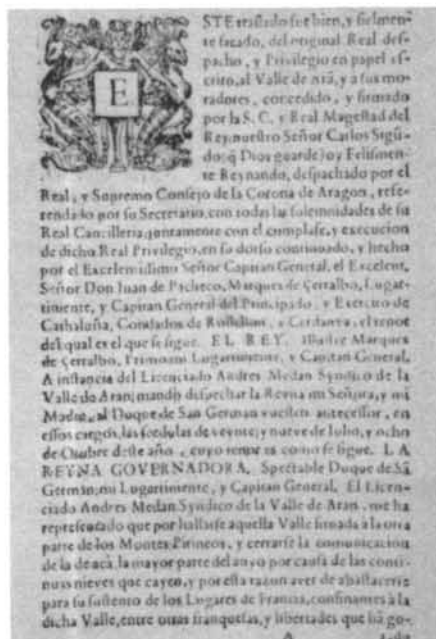 ESTE traslado fue bien, y fielmen-
te sacado, del original Real des-
pacho, y Privilegio en papel es-
crito, al Valle de Arã, y a sus mo-
radores, concedido, y firmado
por la S. C. y Real Magestad del
Rey nuestro Señor Carlos Segũ-
do; q̃ Dios guarde, oy Felismen-
te Reynando, despachado por el
Real, y Supremo Consejo de la Corona de Aragon, refe-
rendado por su Secretario, con todas las solemnidades de su
Real Cancilleria; juntamente con el cumplase, y execucion
de dicho Real Privilegio, en su dorso continuado, y hecho
por el Excelentissimo Señor Capitan General, el Excelent.
Señor Don Iuan de Pacheco, Marques de Çerralbo, Lugar-
tiniente, y Capitan General del Principado, y Exercito de
Cathaluña, Condados de Rossellon, y Cerdanya, el tenor
del qual es el que se sigue. EL REY. Illustre Marques
de Çerralbo, Primo mi Lugartiniente, y Capitan General,
A instancia del Licenciado Andres Medan Syndico de la
Valle de Aran; mandò despachar la Reyna mi Señora, y mi
Madre, al Duque de San German vuestro antecessor, en
essos cargos, las cedulas de veynte, y nueve de Iulio, y ocho
de Otubre deste año, cuyo tenor es como se sigue. LA
REYNA GOVERNADORA. Spectable Duque de Sã
Germàn, mi Lugartiniente, y Capitan General. El Licen-
ciado Andres Medan Syndico de la Valle de Aran, me ha
representado que por hallarse aquella Valle situada à la otra
parte de los Montes Pirineos, y cerrarse la comunicacion
de la de acà, la mayor parte del anyo por causa de las conti-
nuas nieves que cayen, y por esta razon aver de abastacerse
para su sustento de los Lugares de Francia, confinantes à la
dicha Valle, entre otras franquesas, y libertades que hà go-
A